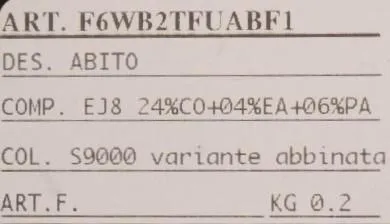 ART. F6WB2TFUABF1
DES. ABITO
COMP. EJ8 24%CO+04%EA+06%PA
COL. S9000 variante abbinata
ART.F. KG 0.2